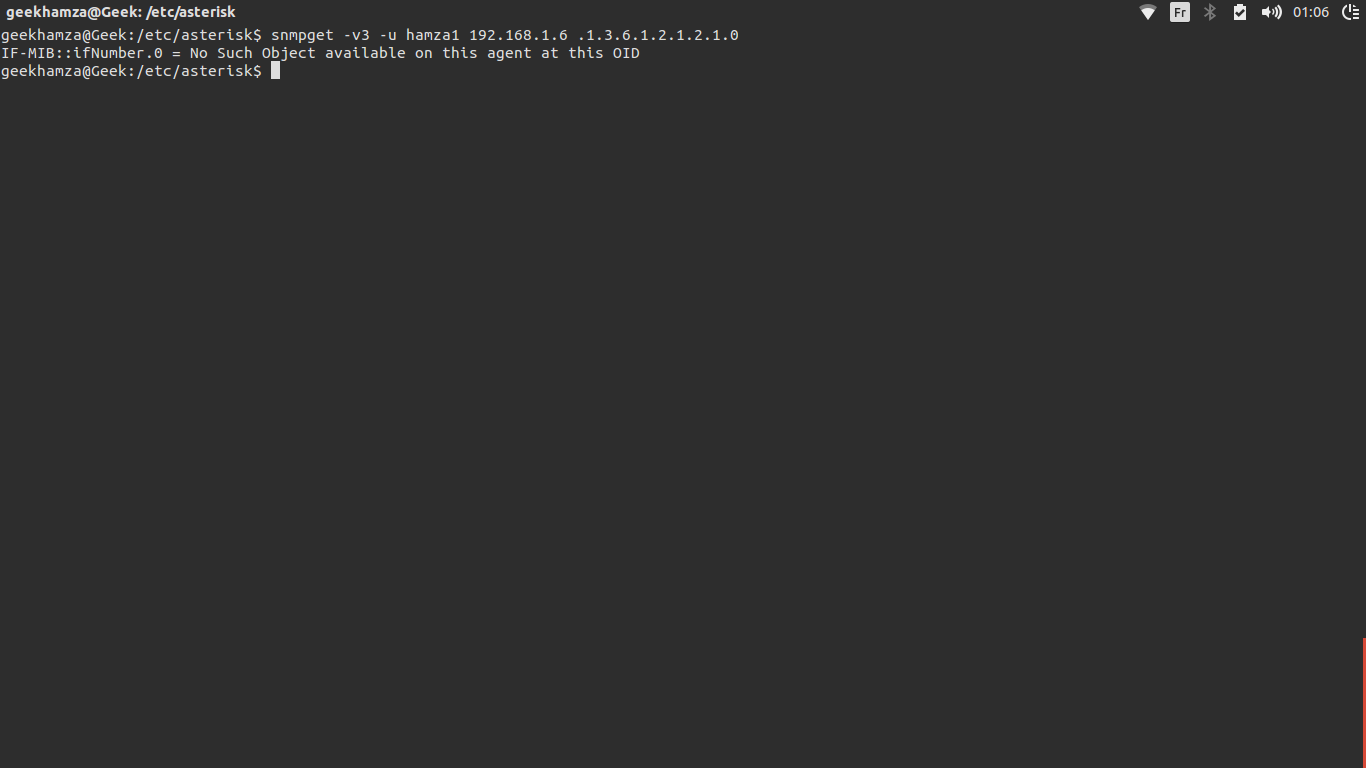 geekhamza@Geek: /etc/asterisk
Fr
01:06
geekhamza@Geek:/etc/asterisk$ snmpget -v3 -u hamza1 192.168.1.6 .1.3.6.1.2.1.2.1.0
IF-MIB::ifNumber.0 = No Such Object available on this agent at this OID
geekhamza@Geek:/etc/asterisk$